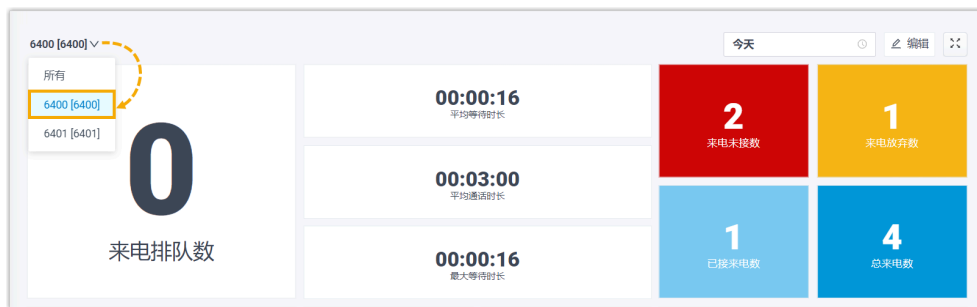 6400 [6400]
今天
编辑
所有
6400 [6400]
6401 [6401]
0
来电排队数
00:00:16
平均等待时长
00:03:00
平均通话时长
00:00:16
最大等待时长
2
来电未接数
1
来电放弃数
1
已接来电数
4
总来电数